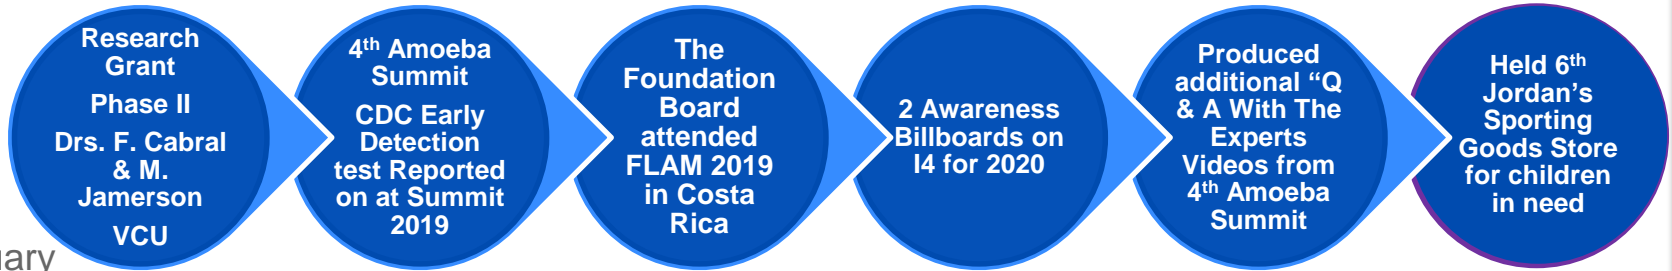 Research
Grant
Phase II
Drs. F. Cabral
& M.
Jamerson
VCU
4th Amoeba
Summit
CDC Early
Detection
test Reported
on at Summit
2019
The
Foundation
Board
attended
FLAM 2019
in Costa
Rica
2 Awareness
Billboards on
I4 for 2020
Produced
additional “Q
& A With The
Experts
Videos from
4th Amoeba
Summit
Held 6th
Jordan’s
Sporting
Goods Store
for children
in need